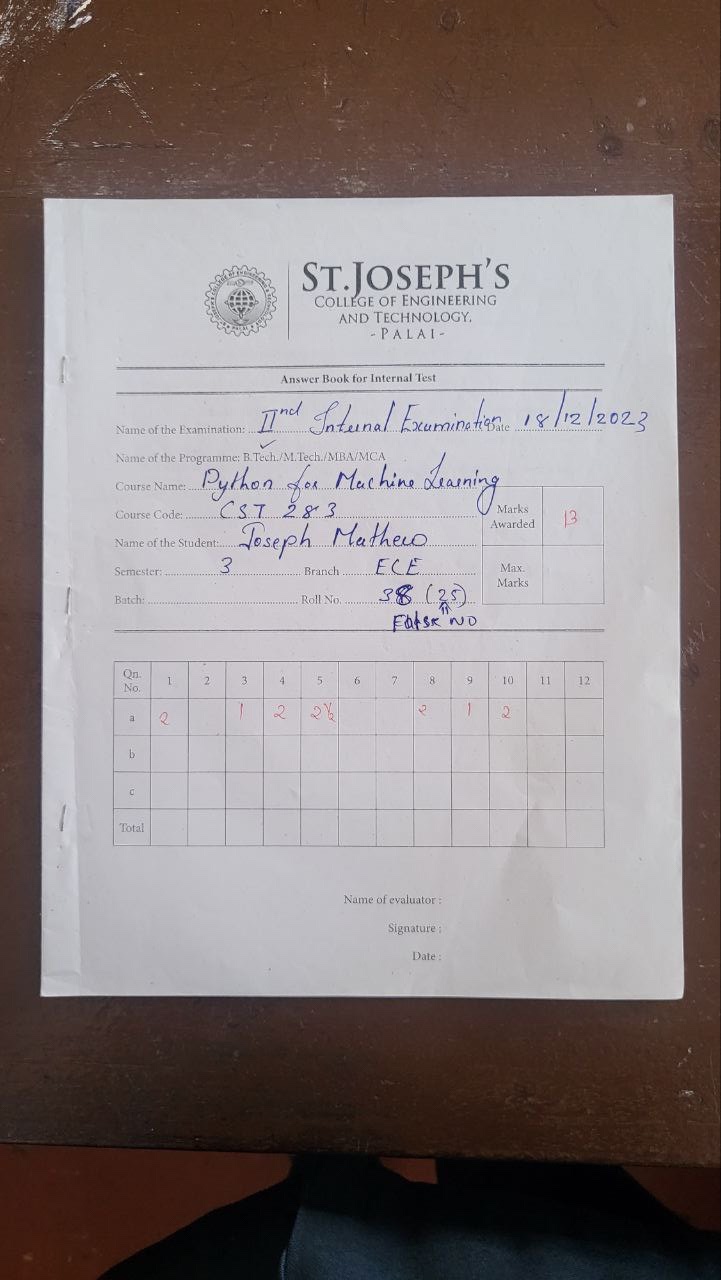 ST.JOSEPH'S
COLLEGE OF ENGINEERING
AND TECHNOLOGY,
-PALAI-
Answer Book for Internal Test
Name of the Examination: IInd Internal Examination Date 18/12/2023
Name of the Programme: B.Tech./M.Tech./MBA/MCA
Course Name: Python for Machine Learning
Course Code: CST 283
Marks Awarded 13
Name of the Student: Joseph Mathew
Semester: 3 Branch ECE
Max. Marks
Batch: Roll No. 38 (25)
NO
Qn. No. 1 2 3 4 5 6 7 8 9 10 11 12
a 2 1 2 2½ 2 1 2
b
c
Total
Name of evaluator :
Signature :
Date :